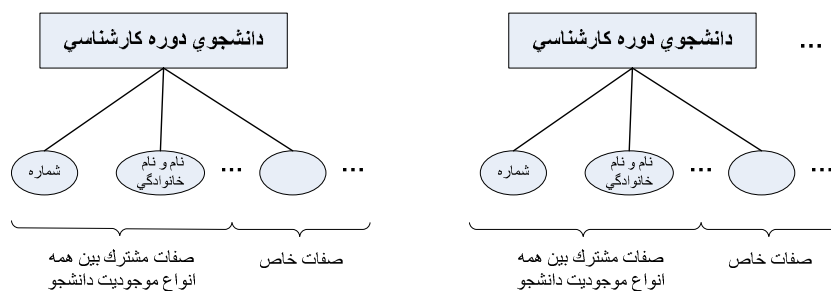 دانشجوي دوره كارشناسي
شماره
نام و نام
خانوادگي
...
...
صفات مشترك بين همه
انواع موجوديت دانشجو
صفات خاص
دانشجوي دوره كارشناسي
...
شماره
نام و نام
خانوادگي
...
...
صفات مشترك بين همه
انواع موجوديت دانشجو
صفات خاص